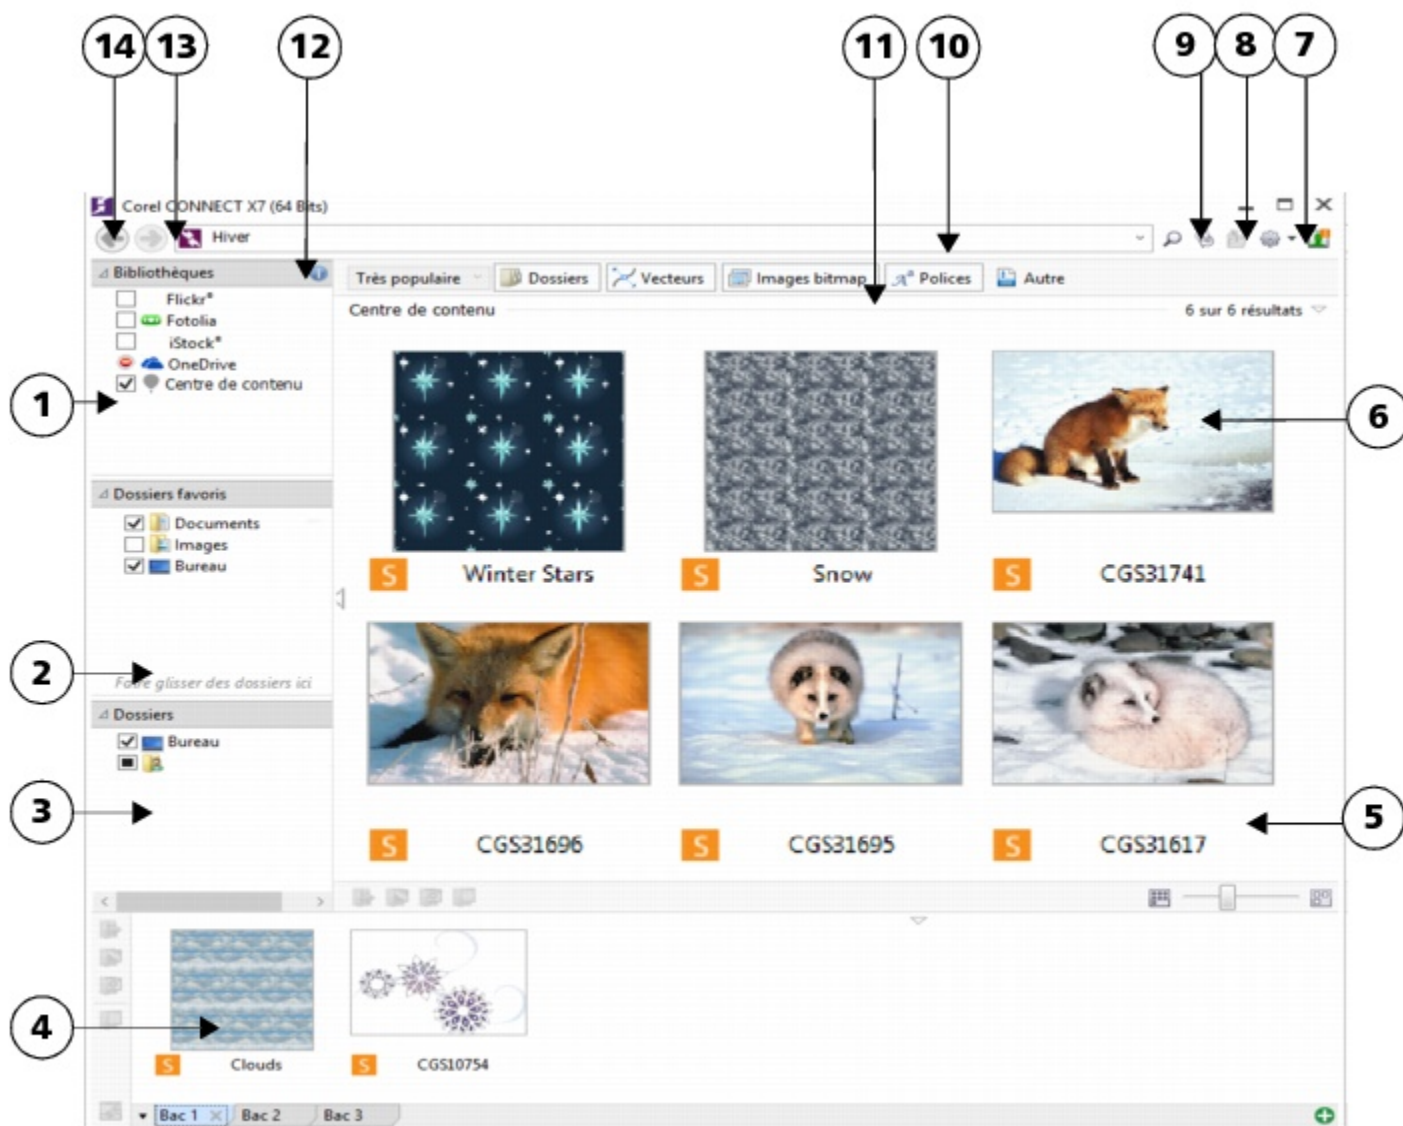 14 13 12 11 10 9 8 7
Corel CONNECT X7 (64 Bits)
Hiver
Bibliothèques
Flickr®
Fotolia
iStock®
OneDrive
Centre de contenu
1
Dossiers favoris
Documents
Images
Bureau
2
Faire glisser des dossiers ici
Dossiers
Bureau
3
Très populaire Dossiers Vecteurs Images bitmap Polices Autre
Centre de contenu 6 sur 6 résultats
6
S Winter Stars S Snow S CGS31741
5
S CGS31696 S CGS31695 S CGS31617
4
S Clouds S CGS10754
Bac 1 Bac 2 Bac 3